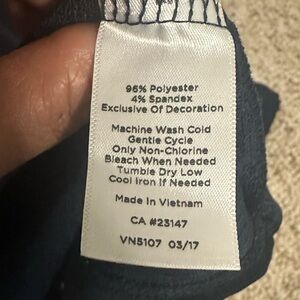 96% Polyester
4% Spandex
Exclusive Of Decoration
Machine Wash Cold
Gentle Cycle
Only Non-Chlorine
Bleach When Needed
Tumble Dry Low
Cool Iron if Needed
Made in Vietnam
CA #23147
VN5107 03/17